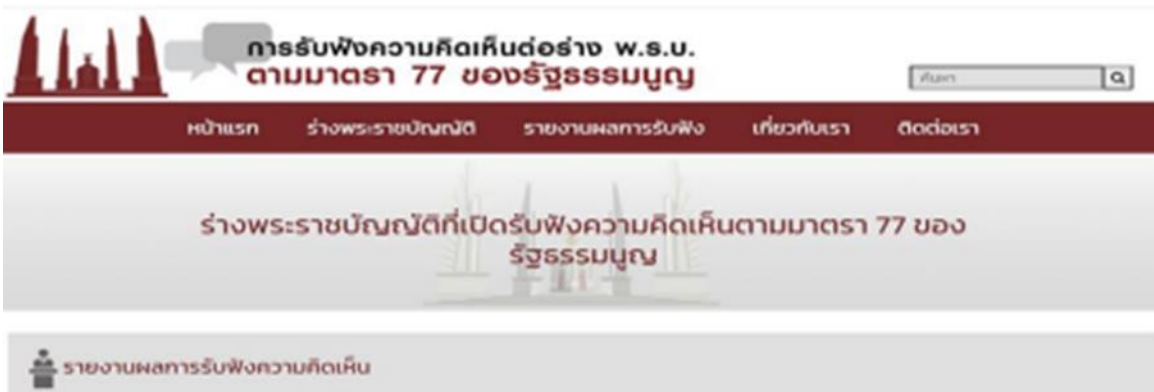 การรับฟังความคิดเห็นต่อร่าง พ.ร.บ.
ตามมาตรา 77 ของรัฐธรรมนูญ
ค้นหา
หน้าแรก ร่างพระราชบัญญัติ รายงานผลการรับฟัง เกี่ยวกับเรา ติดต่อเรา
ร่างพระราชบัญญัติที่เปิดรับฟังความคิดเห็นตามมาตรา 77 ของ
รัฐธรรมนูญ
รายงานผลการรับฟังความคิดเห็น